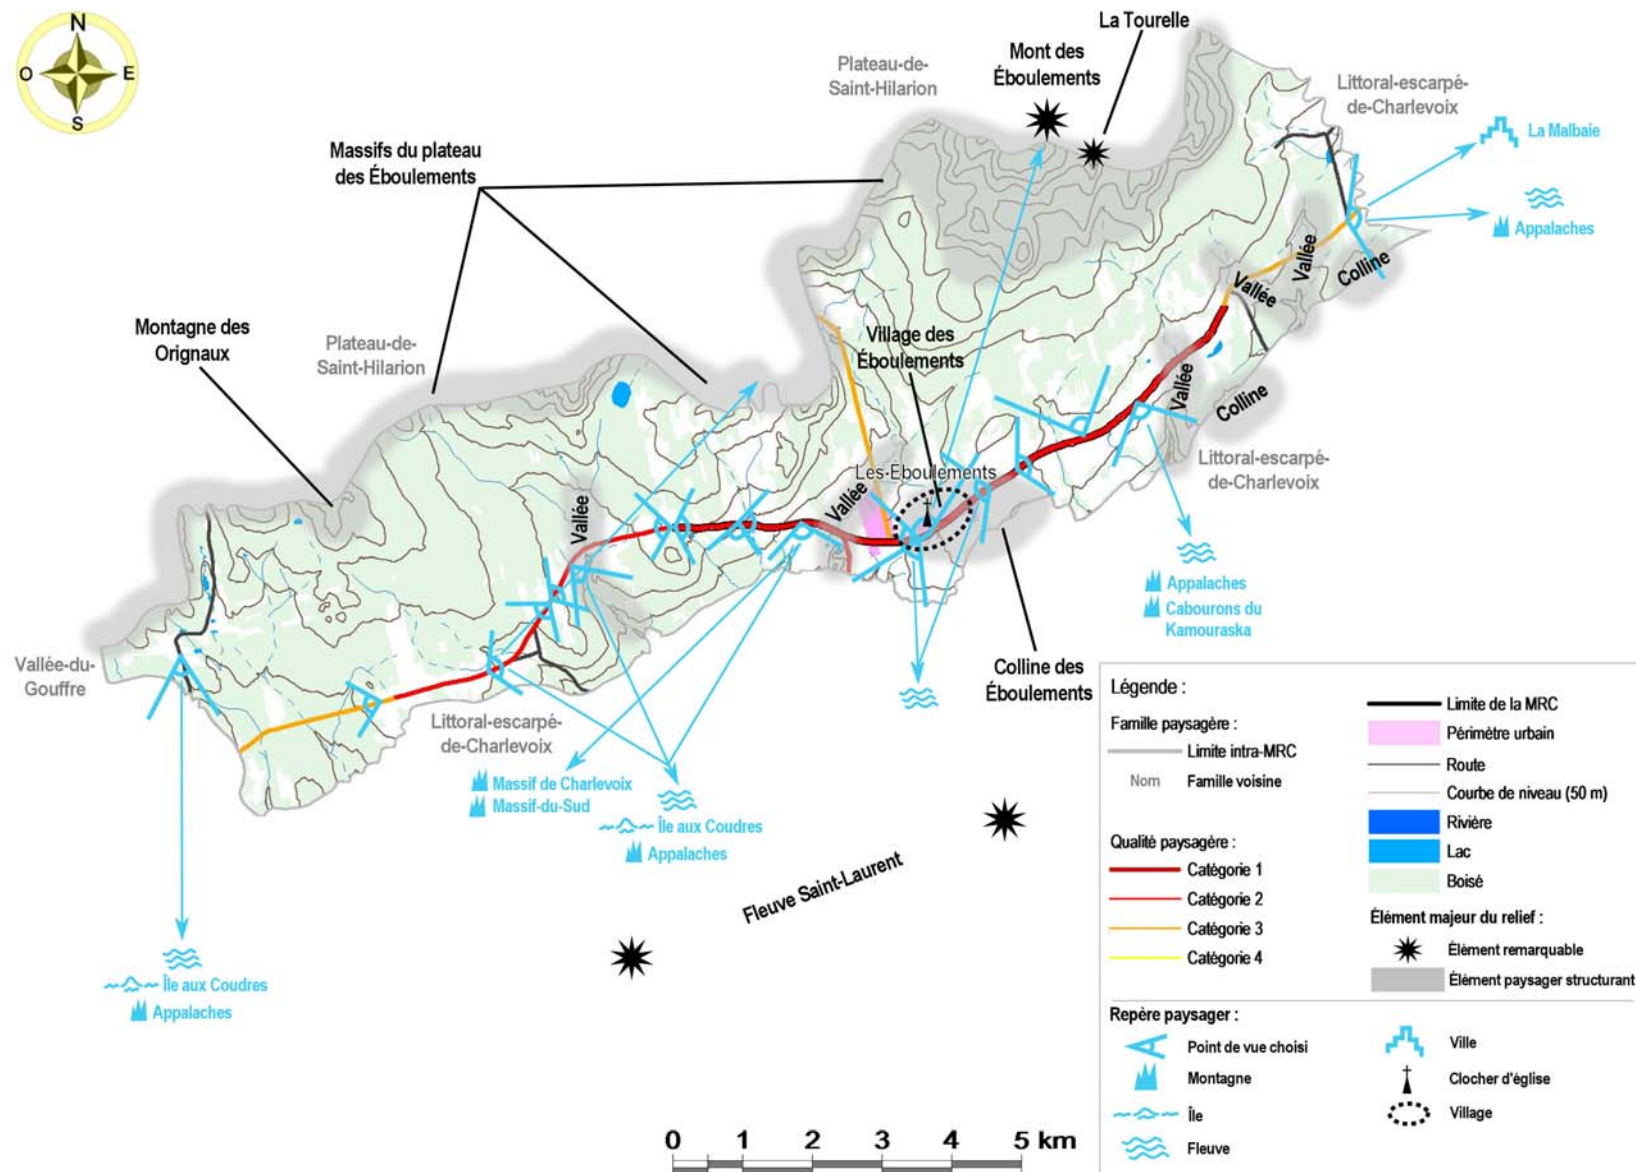 N
O
E
S
La Tourelle
Mont des
Éboulements
Plateau-de-
Saint-Hilarion
Littoral-escarpé-
de-Charlevoix
La Malbaie
Appalaches
Massifs du plateau
des Éboulements
Vallée
Vallée
Colline
Montagne des
Orignaux
Plateau-de-
Saint-Hilarion
Village des
Éboulements
Vallée
Colline
Les-Éboulements
Littoral-escarpé-
de-Charlevoix
Vallée
Vallée
Appalaches
Cabourons du
Kamouraska
Vallée-du-
Gouffre
Colline des
Éboulements
Littoral-escarpé-
de-Charlevoix
Massif de Charlevoix
Massif-du-Sud
Île aux Coudres
Appalaches
Fleuve Saint-Laurent
Île aux Coudres
Appalaches
Légende :
Famille paysagère :
Limite intra-MRC
Nom Famille voisine
Qualité paysagère :
Catégorie 1
Catégorie 2
Catégorie 3
Catégorie 4
Limite de la MRC
Périmètre urbain
Route
Courbe de niveau (50 m)
Rivière
Lac
Boisé
Élément majeur du relief :
Élément remarquable
Élément paysager structurant
Repère paysager :
Point de vue choisi
Montagne
Île
Fleuve
Ville
Clocher d'église
Village
0 1 2 3 4 5 km